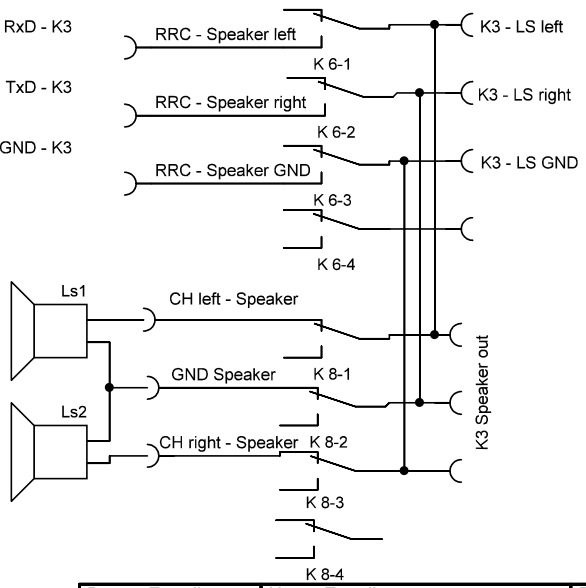 RxD - K3
RRC - Speaker left
K3 - LS left
K 6-1
TxD - K3
RRC - Speaker right
K3 - LS right
K 6-2
GND - K3
RRC - Speaker GND
K3 - LS GND
K 6-3
K 6-4
Ls1
CH left - Speaker
K 8-1
GND Speaker
K3 Speaker out
Ls2
CH right - Speaker
K 8-2
K 8-3
K 8-4